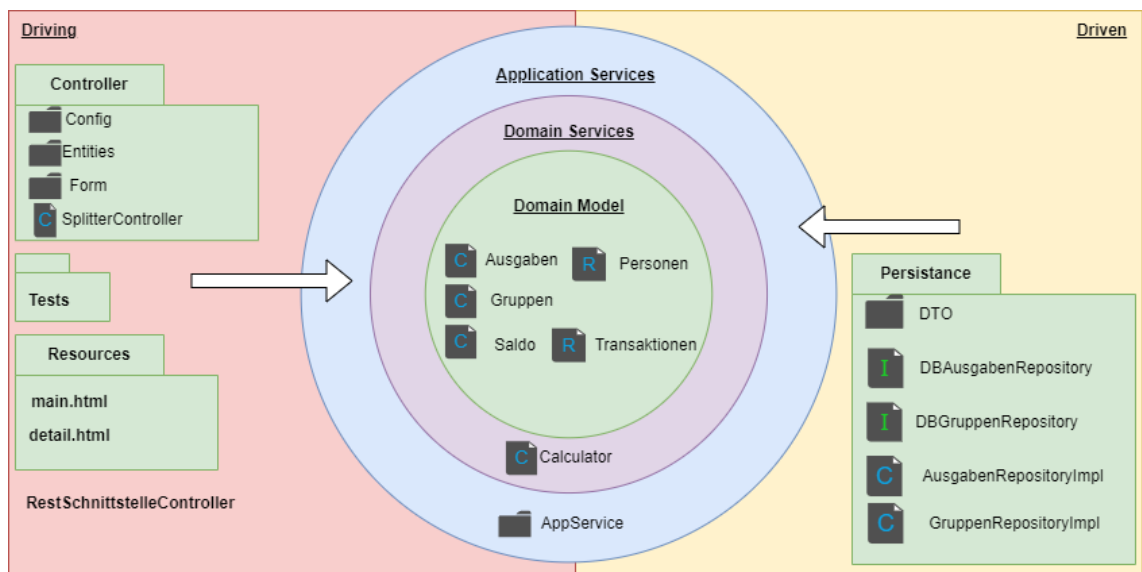 Driving
Driven
Controller
Config
Entities
Form
C SplitterController
Tests
Resources
main.html
detail.html
RestSchnittstelleController
Application Services
Domain Services
Domain Model
C Ausgaben
R Personen
C Gruppen
C Saldo
R Transaktionen
C Calculator
AppService
Persistance
DTO
I DBAusgabenRepository
I DBGruppenRepository
C AusgabenRepositoryImpl
C GruppenRepositoryImpl